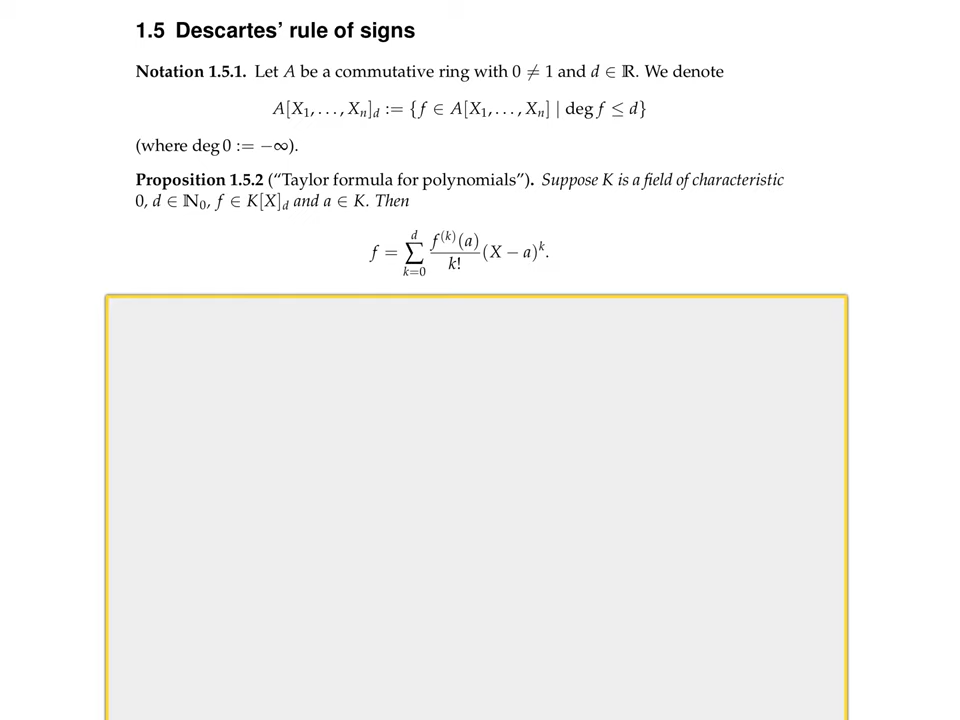 1.5 Descartes’ rule of signs
Notation 1.5.1. Let A be a commutative ring with 0 ≠ 1 and d ∈ ℝ. We denote
A[X₁, . . . , Xₙ]_d := {f ∈ A[X₁, . . . , Xₙ] | deg f ≤ d}
(where deg 0 := −∞).
Proposition 1.5.2 (“Taylor formula for polynomials”). Suppose K is a field of characteristic
0, d ∈ ℕ₀, f ∈ K[X]_d and a ∈ K. Then
f = ∑_{k=0}^{d} \frac{f^{(k)}(a)}{k!} (X − a)^k.